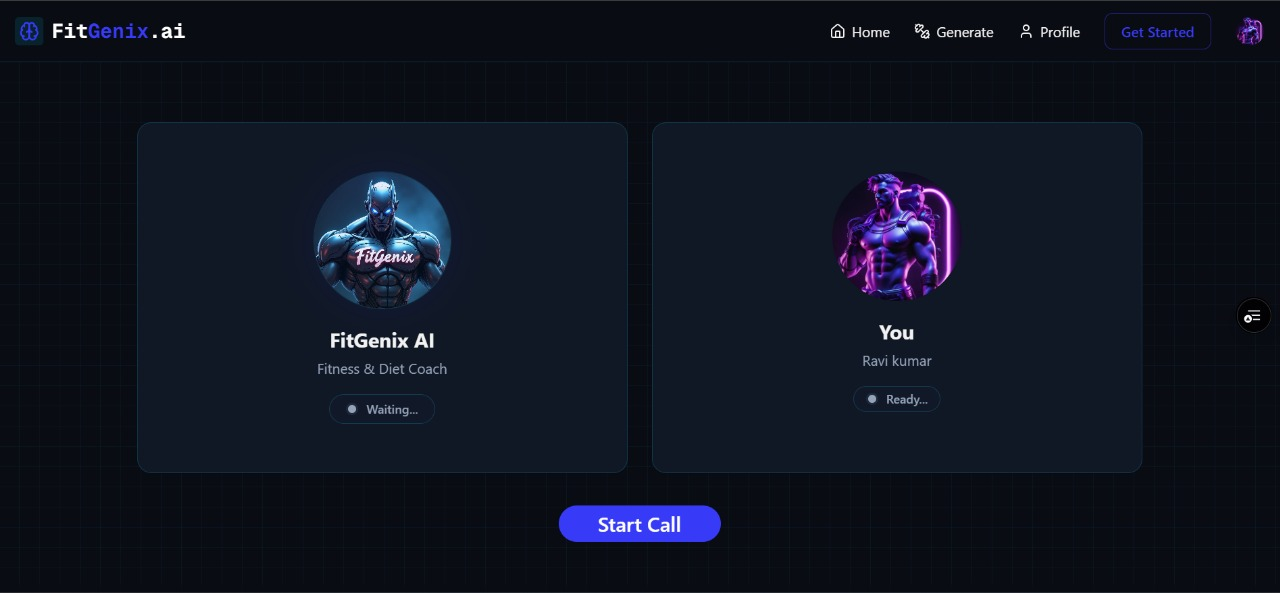 FitGenix.ai
Home
Generate
Profile
Get Started
FitGenix
FitGenix AI
Fitness & Diet Coach
Waiting...
You
Ravi kumar
Ready...
Start Call